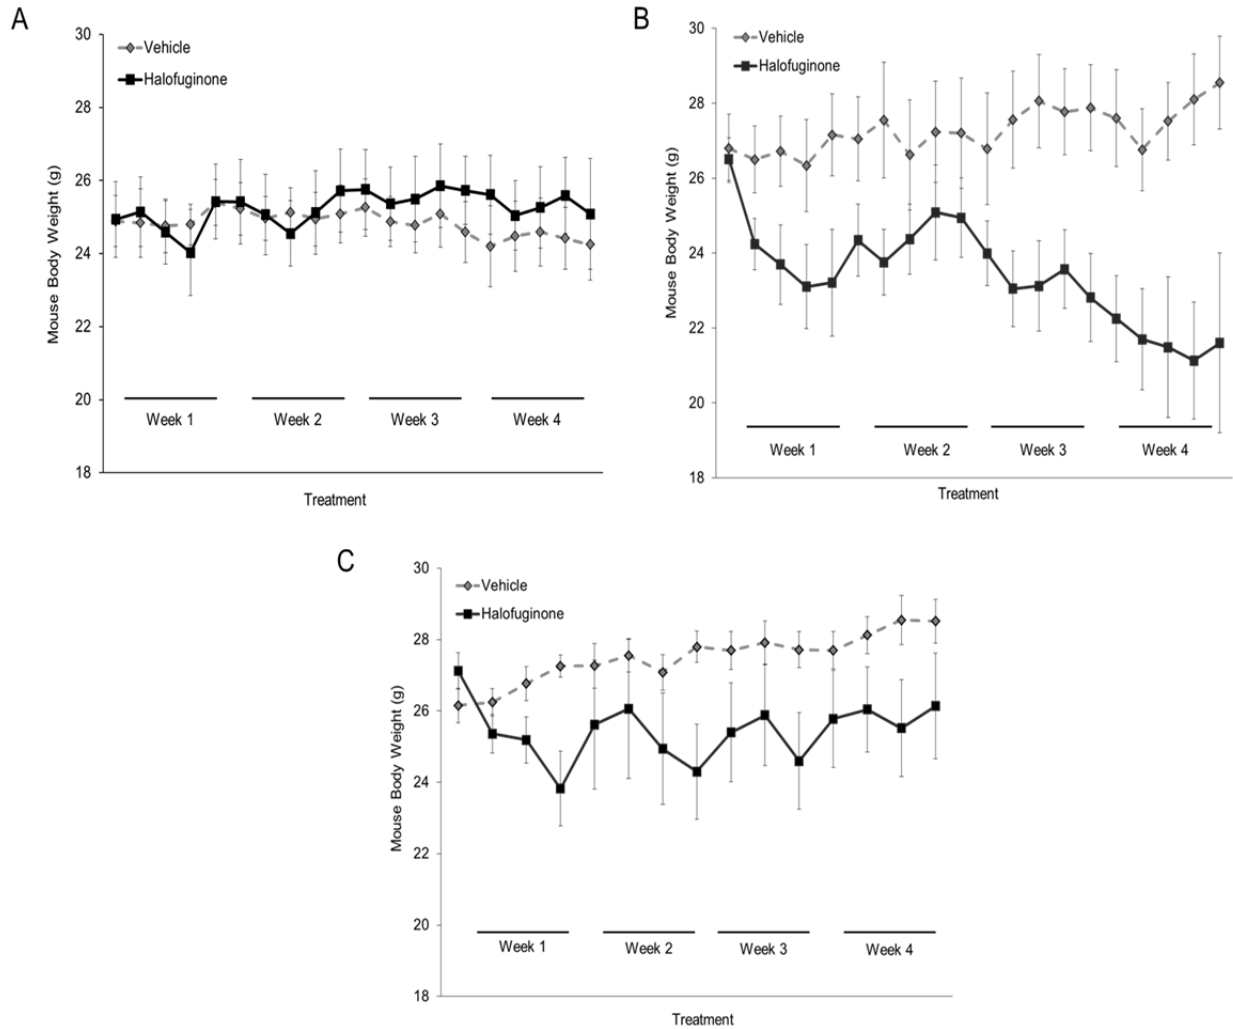 A
30
28
26
24
22
20
18
Mouse Body Weight (g)
Vehicle
Halofuginone
Week 1
Week 2
Week 3
Week 4
Treatment
B
30
28
26
24
22
20
18
Mouse Body Weight (g)
Vehicle
Halofuginone
Week 1
Week 2
Week 3
Week 4
Treatment
C
30
28
26
24
22
20
18
Mouse Body Weight (g)
Vehicle
Halofuginone
Week 1
Week 2
Week 3
Week 4
Treatment